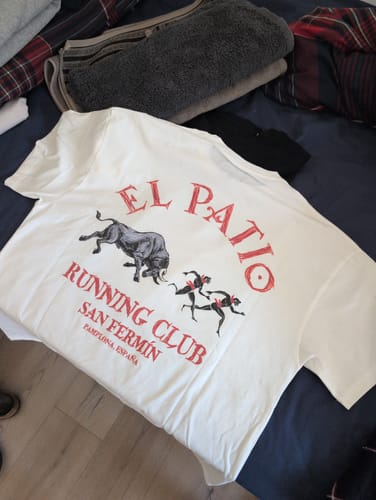 EL PATIO
RUNNING CLUB
SAN FERMÍN
PAMPLONA, ESPAÑA